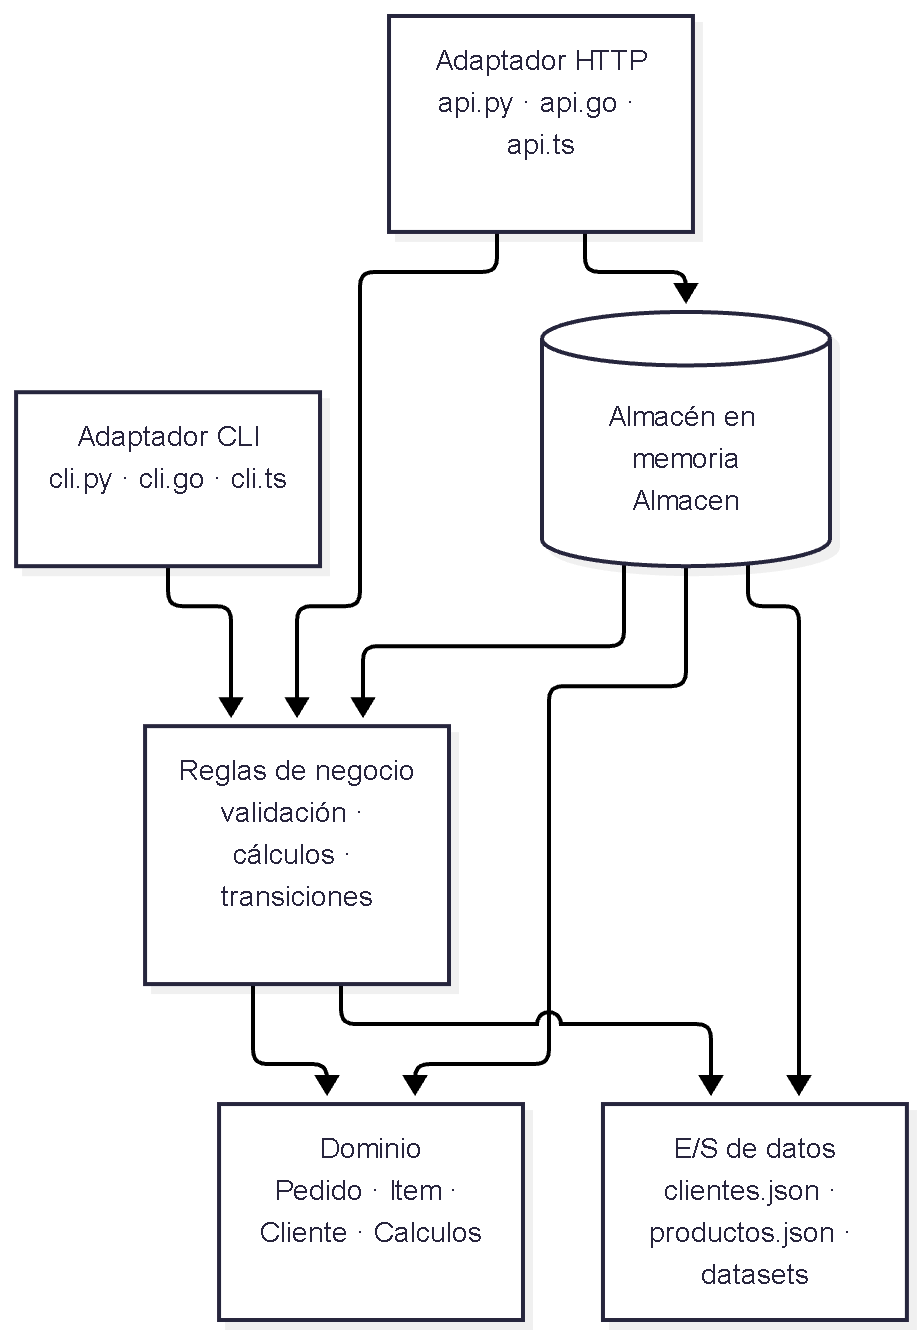 Adaptador HTTP
api.py · api.go ·
api.ts
Almacén en
memoria
Almacen
Adaptador CLI
cli.py · cli.go · cli.ts
Reglas de negocio
validación ·
cálculos ·
transiciones
Dominio
Pedido · Item ·
Cliente · Calculos
E/S de datos
clientes.json ·
productos.json ·
datasets